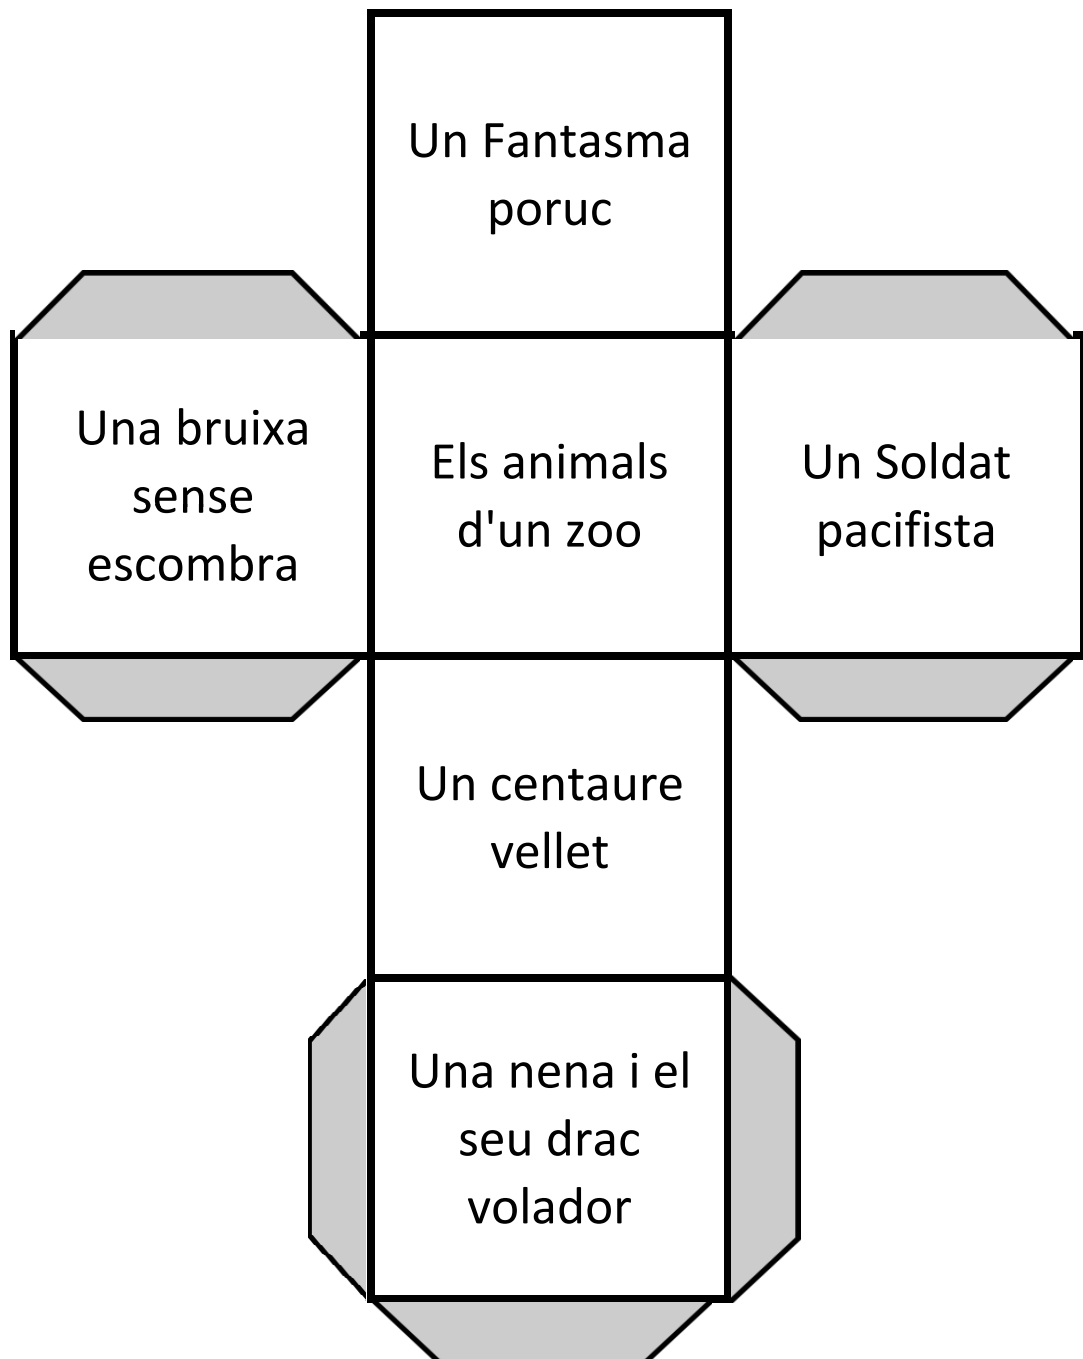 Un Fantasma
poruc
Una bruixa
sense
escombra
Els animals
d'un zoo
Un Soldat
pacifista
Un centaure
vellet
Una nena i el
seu drac
volador